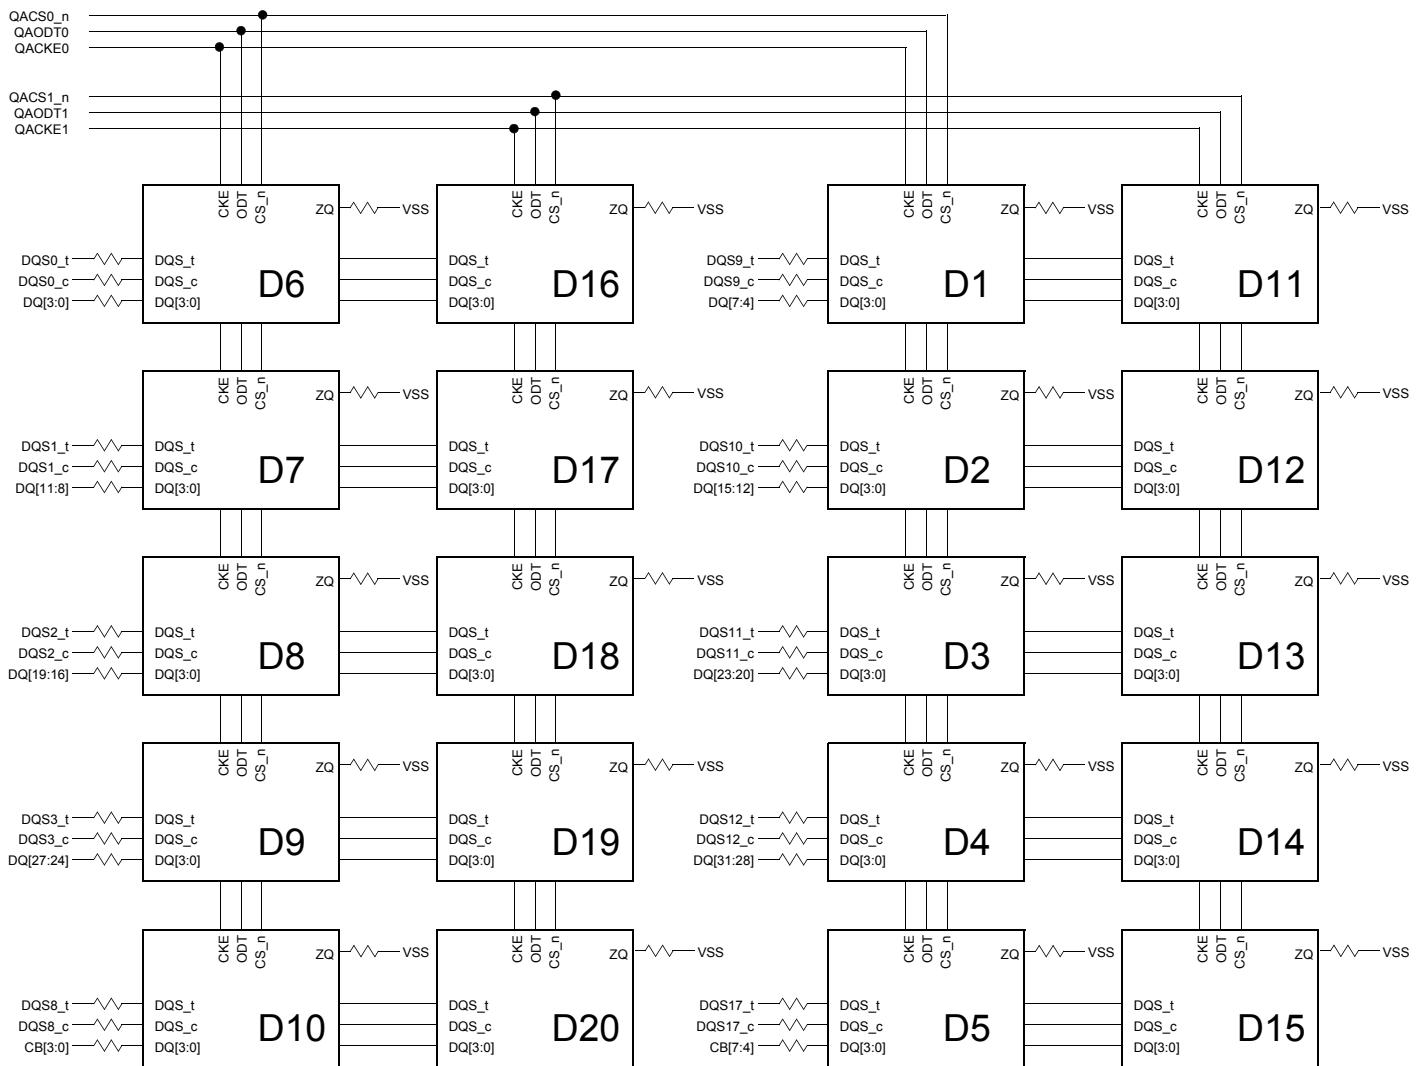 QACS0_n
QAODT0
QACKE0
QACS1_n
QAODT1
QACKE1
CKE ODT CS_n ZQ VSS CKE ODT CS_n ZQ VSS CKE ODT CS_n ZQ VSS CKE ODT CS_n ZQ VSS
DQS0_t DQS_t DQS_t DQS9_t DQS_t DQS_t
DQS0_c DQS_c D6 DQS_c D16 DQS9_c DQS_c D1 DQS_c D11
DQ[3:0] DQ[3:0] DQ[3:0] DQ[7:4] DQ[3:0] DQ[3:0]
CKE ODT CS_n ZQ VSS CKE ODT CS_n ZQ VSS CKE ODT CS_n ZQ VSS CKE ODT CS_n ZQ VSS
DQS1_t DQS_t DQS_t DQS10_t DQS_t DQS_t
DQS1_c DQS_c D7 DQS_c D17 DQS10_c DQS_c D2 DQS_c D12
DQ[11:8] DQ[3:0] DQ[3:0] DQ[15:12] DQ[3:0] DQ[3:0]
CKE ODT CS_n ZQ VSS CKE ODT CS_n ZQ VSS CKE ODT CS_n ZQ VSS CKE ODT CS_n ZQ VSS
DQS2_t DQS_t DQS_t DQS11_t DQS_t DQS_t
DQS2_c DQS_c D8 DQS_c D18 DQS11_c DQS_c D3 DQS_c D13
DQ[19:16] DQ[3:0] DQ[3:0] DQ[23:20] DQ[3:0] DQ[3:0]
CKE ODT CS_n ZQ VSS CKE ODT CS_n ZQ VSS CKE ODT CS_n ZQ VSS CKE ODT CS_n ZQ VSS
DQS3_t DQS_t DQS_t DQS12_t DQS_t DQS_t
DQS3_c DQS_c D9 DQS_c D19 DQS12_c DQS_c D4 DQS_c D14
DQ[27:24] DQ[3:0] DQ[3:0] DQ[31:28] DQ[3:0] DQ[3:0]
CKE ODT CS_n ZQ VSS CKE ODT CS_n ZQ VSS CKE ODT CS_n ZQ VSS CKE ODT CS_n ZQ VSS
DQS8_t DQS_t DQS_t DQS17_t DQS_t DQS_t
DQS8_c DQS_c D10 DQS_c D20 DQS17_c DQS_c D5 DQS_c D15
CB[3:0] DQ[3:0] DQ[3:0] CB[7:4] DQ[3:0] DQ[3:0]